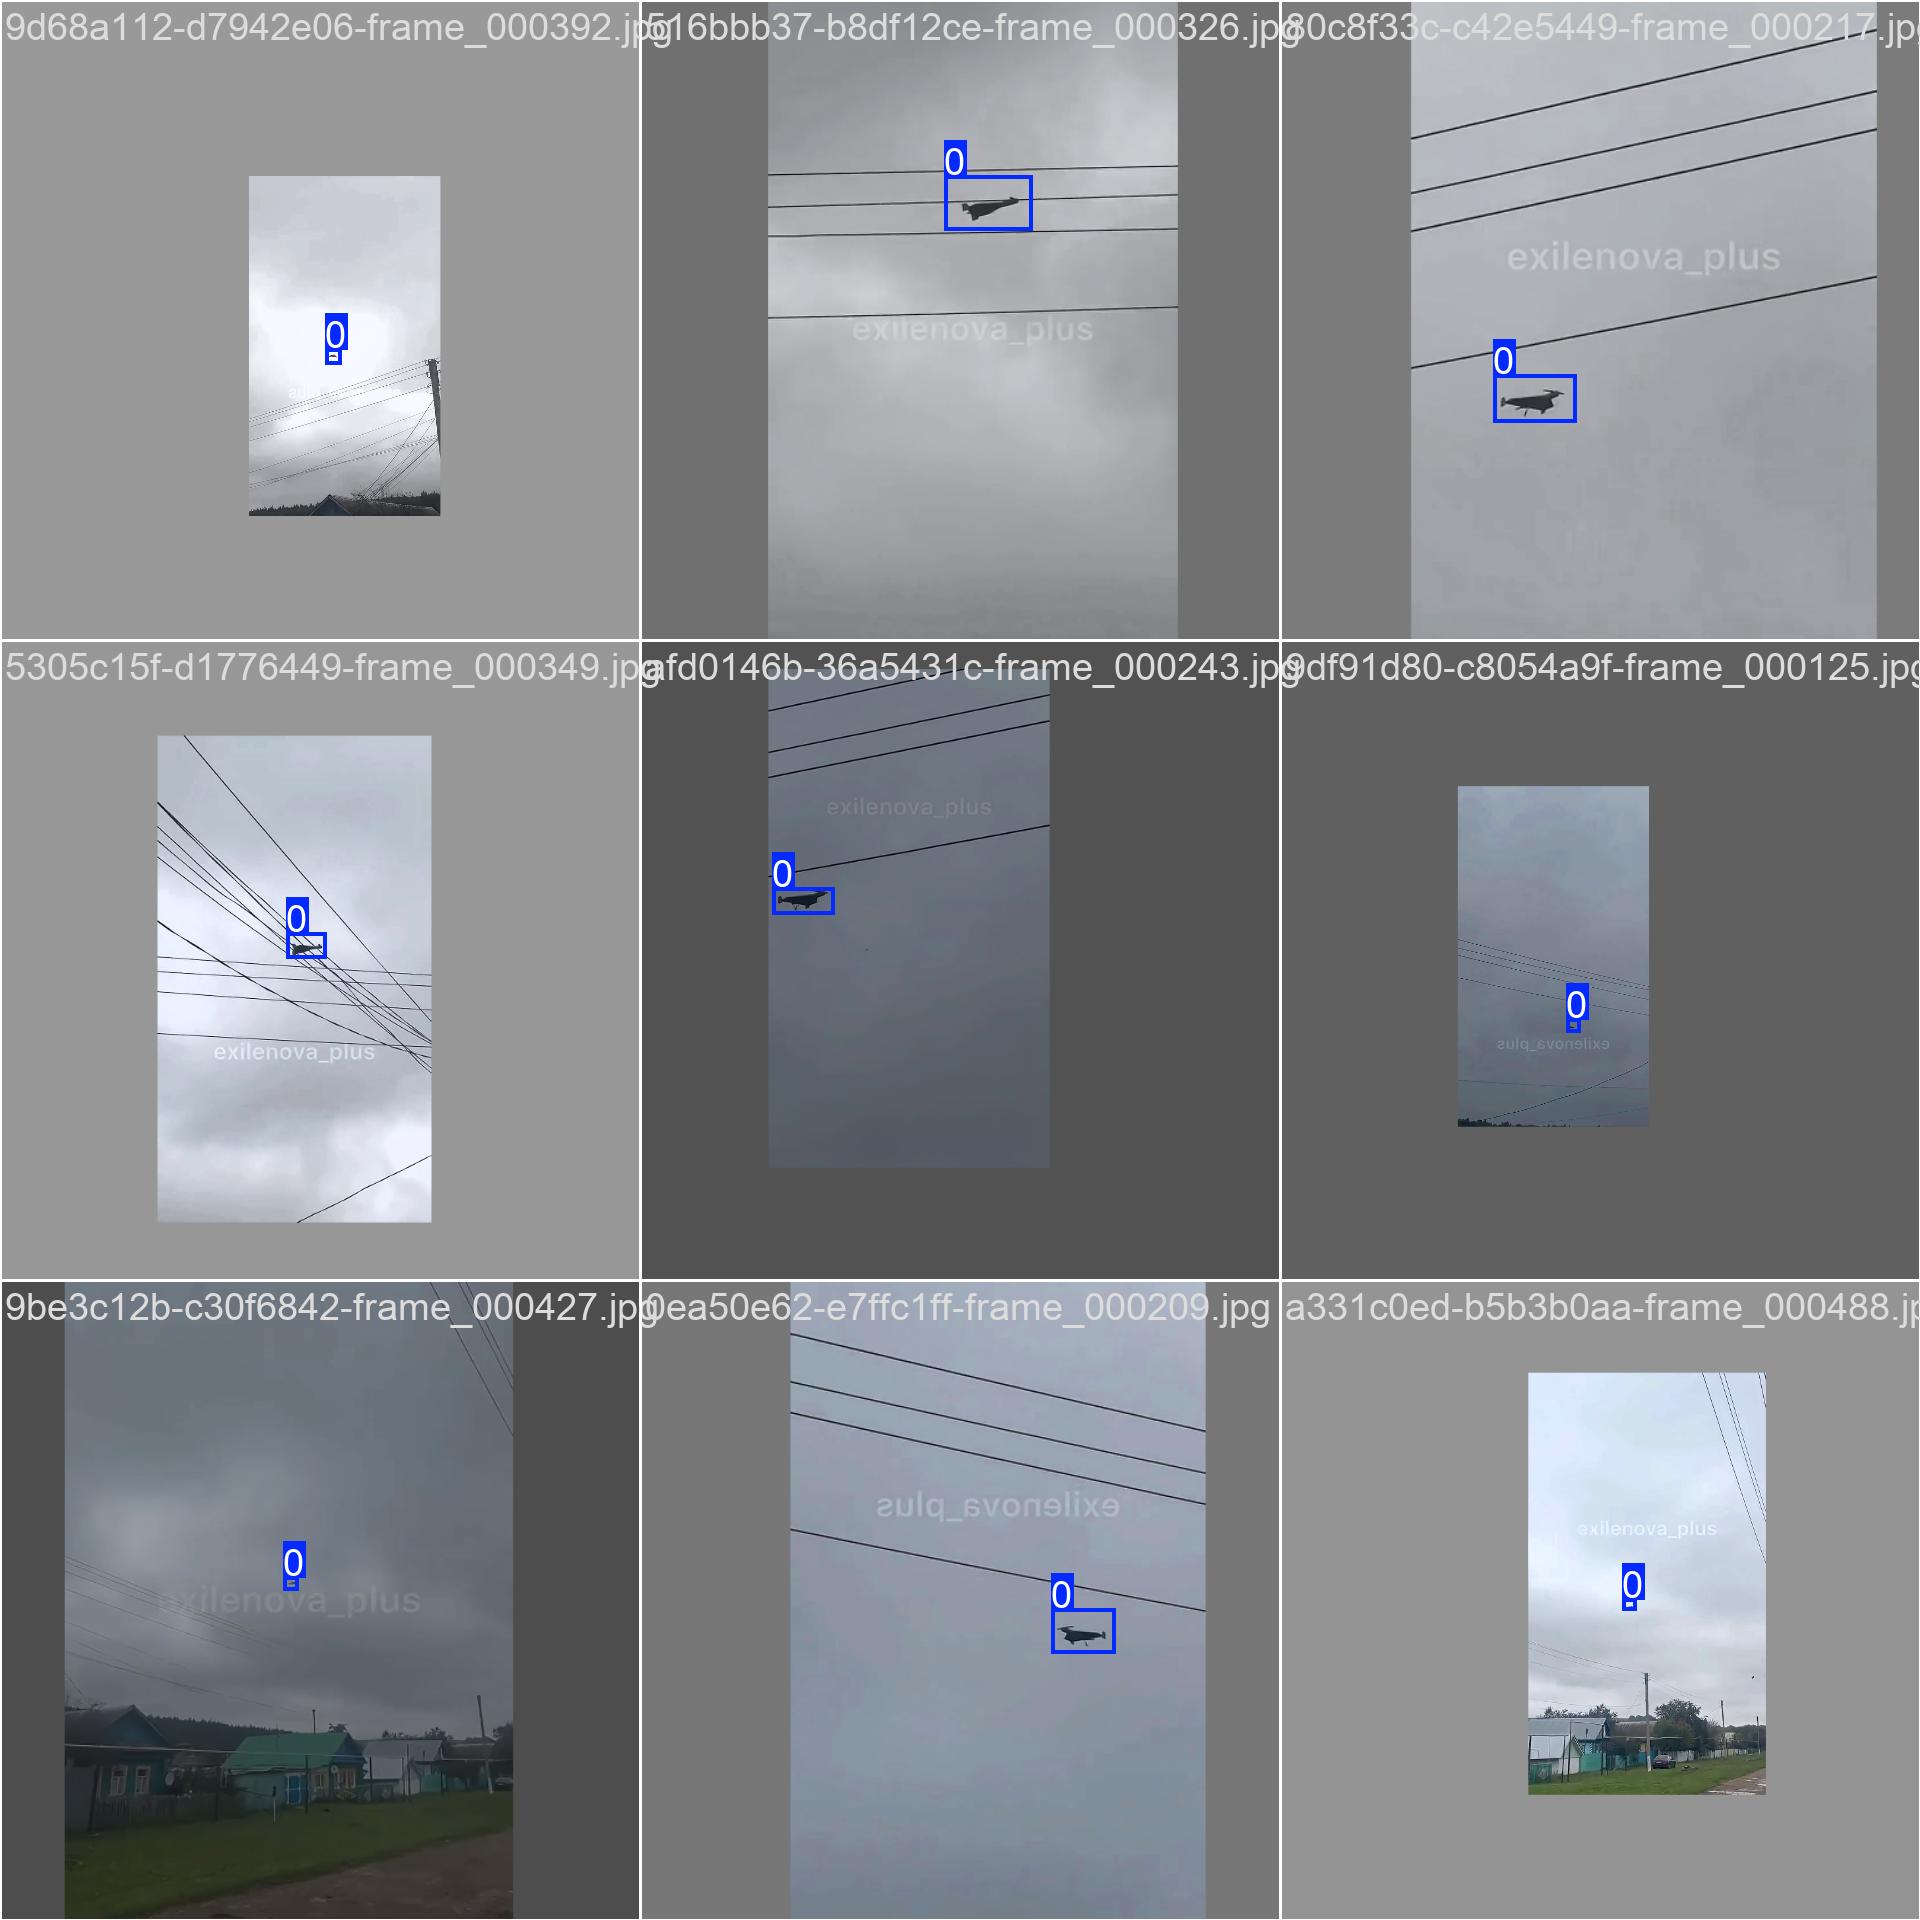 9d68a112-d7942e06-frame_000392.jpg
516bbb37-b8df12ce-frame_000326.jpg
80c8f33c-c42e5449-frame_000217.jpg
0
0
exilenova_plus
exilenova_plus
0
0
5305c15f-d1776449-frame_000349.jpg
afd0146b-36a5431c-frame_000243.jpg
9df91d80-c8054a9f-frame_000125.jpg
exilenova_plus
0
0
0
exilenova_plus
exilenova_plus
9be3c12b-c30f6842-frame_000427.jpg
0ea50e62-e7ffc1ff-frame_000209.jpg
a331c0ed-b5b3b0aa-frame_000488.jp
exilenova_plus
exilenova_plus
0
0
0
exilenova_plus